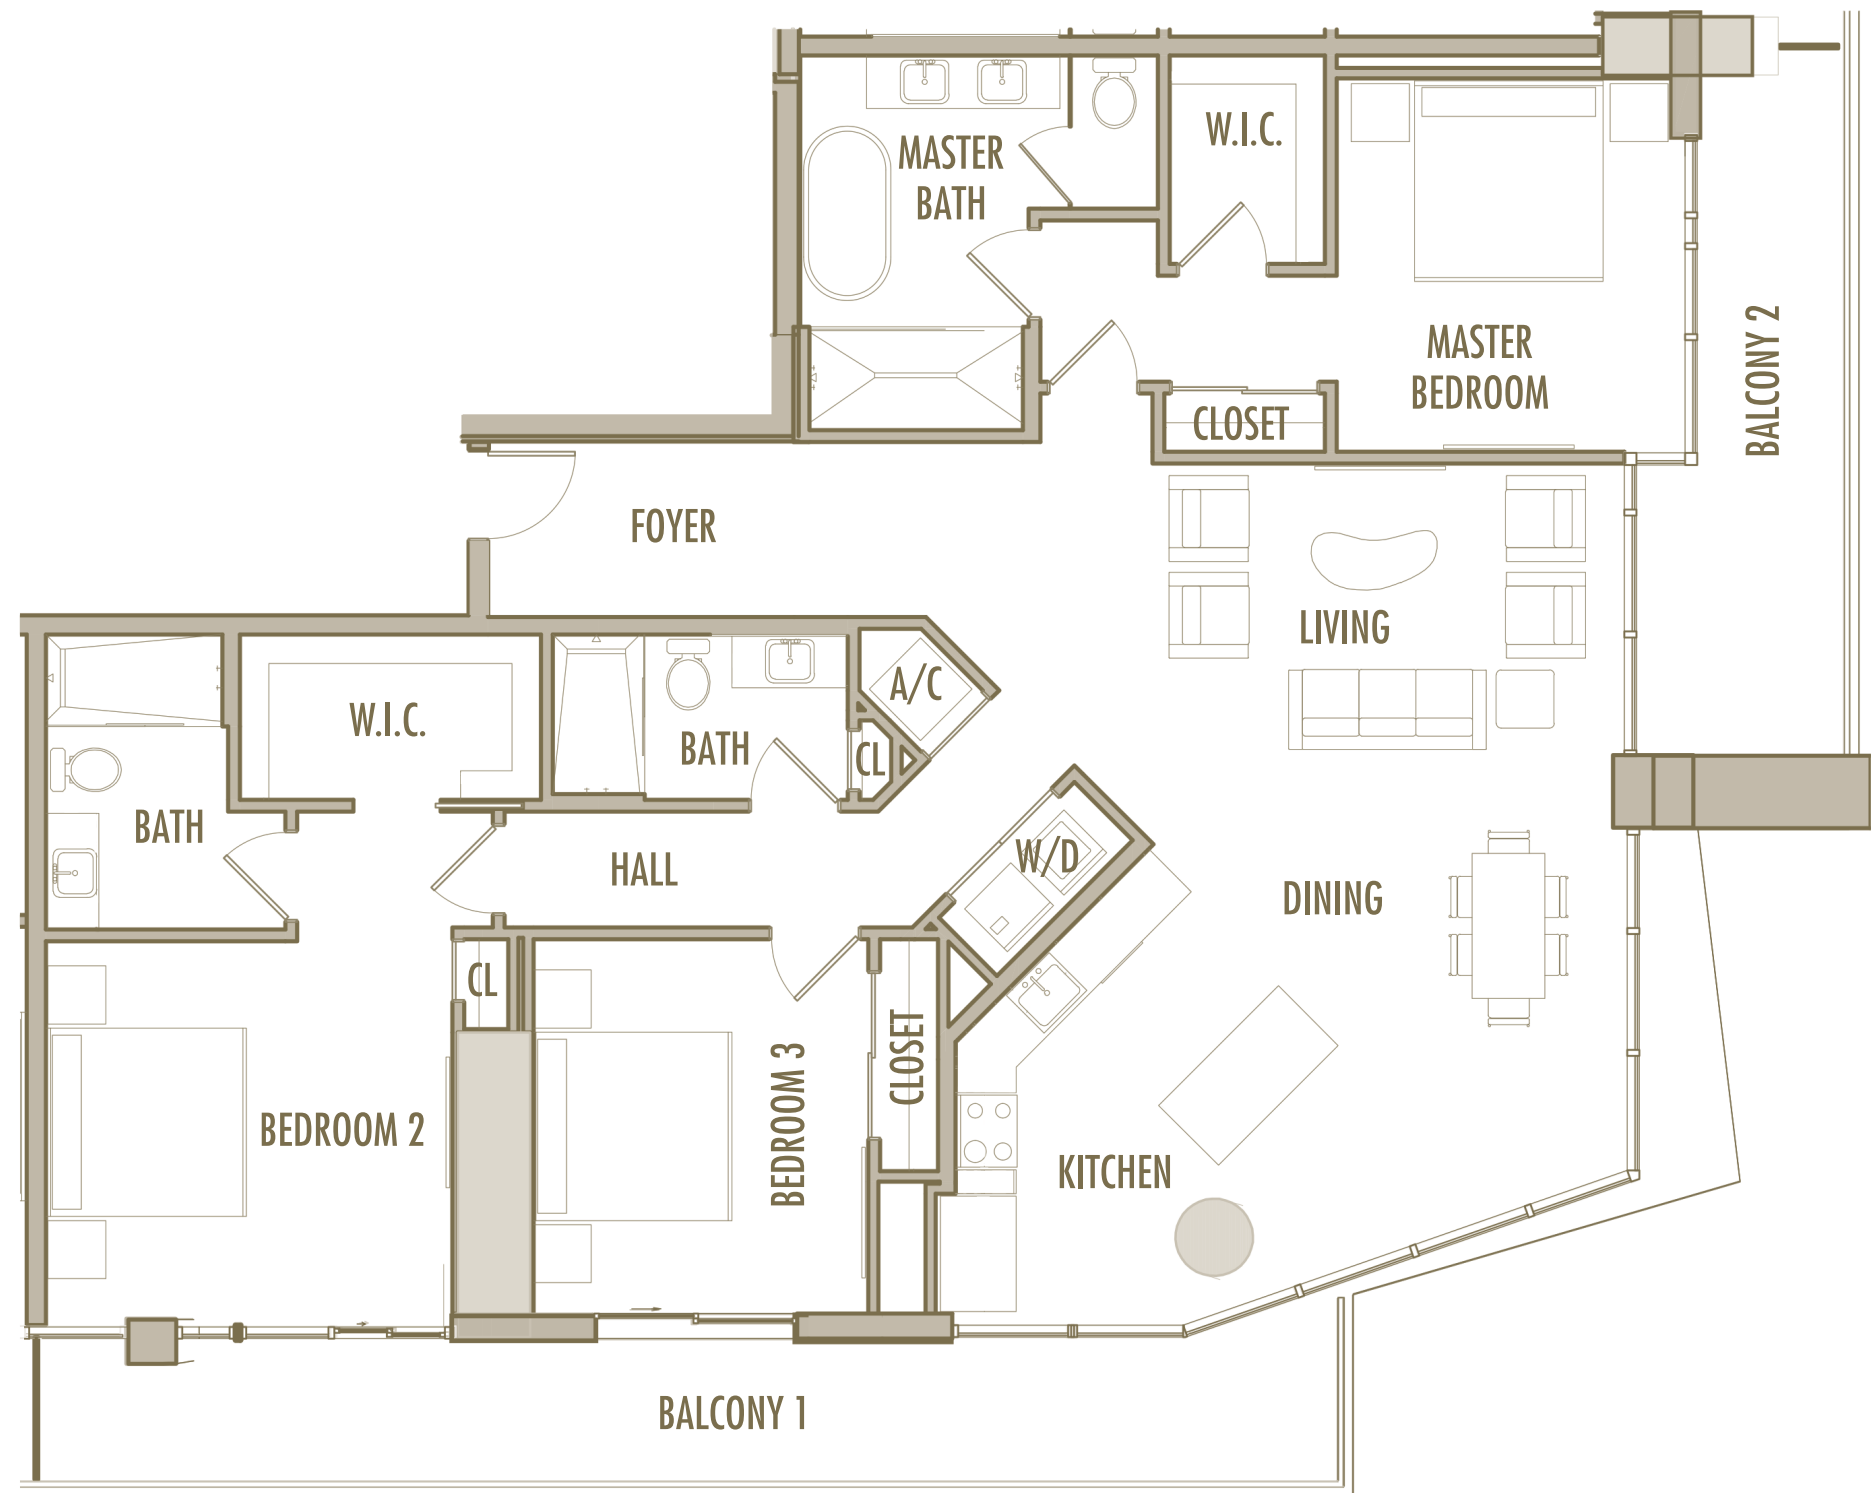 MASTER
BATH
W.I.C.
MASTER
BEDROOM
BALCONY 2
CLOSET
FOYER
LIVING
A/C
W.I.C.
BATH
CL
BATH
HALL
W/D
DINING
CL
CLOSET
BEDROOM 3
BEDROOM 2
KITCHEN
BALCONY 1